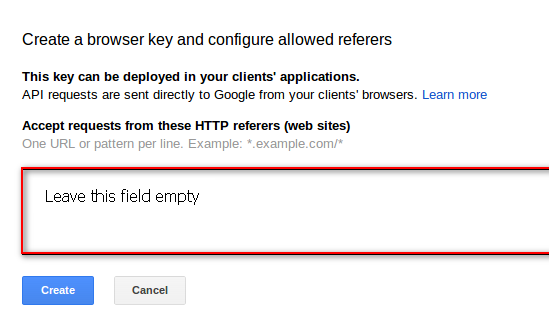 Create a browser key and configure allowed referers
This key can be deployed in your clients' applications.
API requests are sent directly to Google from your clients' browsers. Learn more
Accept requests from these HTTP referers (web sites)
One URL or pattern per line. Example: *.example.com/*
Leave this field empty
Create Cancel